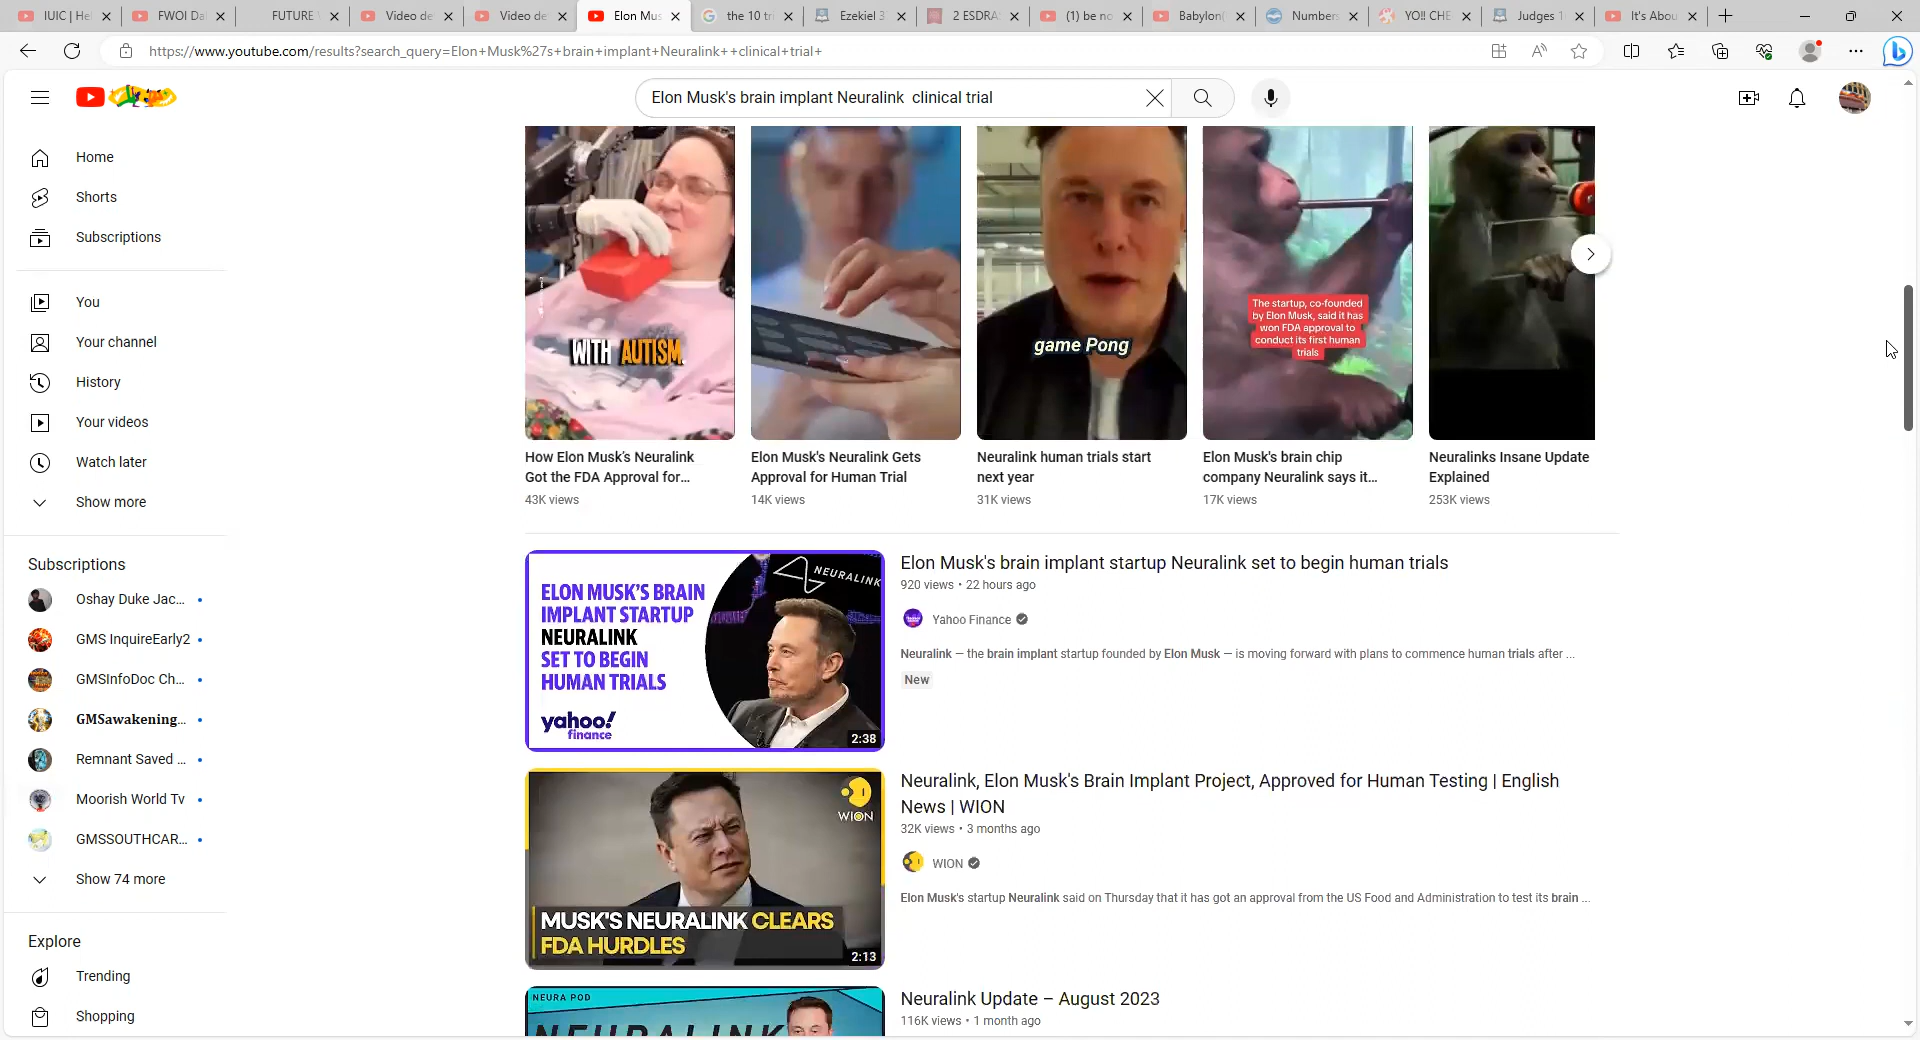 IUIC | He
FWOI Da
FUTURE
Video de
Video de
Elon Mus
the 10 tr
Ezekiel 3
2 ESDRA
(1) be no
Babylon(
Numbers
YO!! CHE
Judges 1
It's Abou
https://www.youtube.com/results?search_query=Elon+Musk%27s+brain+implant+Neuralink++clinical+trial+
Elon Musk's brain implant Neuralink  clinical trial
Home
Shorts
Subscriptions
You
Your channel
History
Your videos
Watch later
Show more
Subscriptions
Oshay Duke Jac...
GMS InquireEarly2
GMSInfoDoc Ch...
GMSawakening...
Remnant Saved ...
Moorish World Tv
GMSSOUTHCAR...
Show 74 more
Explore
Trending
Shopping
WITH AUTISM.
game Pong
The startup, co-founded
by Elon Musk, said it has
won FDA approval to
conduct its first human
trials
How Elon Musk’s Neuralink
Got the FDA Approval for...
43K views
Elon Musk's Neuralink Gets
Approval for Human Trial
14K views
Neuralink human trials start
next year
31K views
Elon Musk's brain chip
company Neuralink says it...
17K views
Neuralinks Insane Update
Explained
253K views
ELON MUSK'S BRAIN
IMPLANT STARTUP
NEURALINK
SET TO BEGIN
HUMAN TRIALS
yahoo!
finance
NEURALINK
2:38
Elon Musk's brain implant startup Neuralink set to begin human trials
920 views • 22 hours ago
Yahoo Finance
Neuralink — the brain implant startup founded by Elon Musk — is moving forward with plans to commence human trials after ...
New
WION
MUSK'S NEURALINK CLEARS
FDA HURDLES
2:13
Neuralink, Elon Musk's Brain Implant Project, Approved for Human Testing | English
News | WION
32K views • 3 months ago
WION
Elon Musk's startup Neuralink said on Thursday that it has got an approval from the US Food and Administration to test its brain ...
NEURA POD
NEURALINK
Neuralink Update – August 2023
116K views • 1 month ago